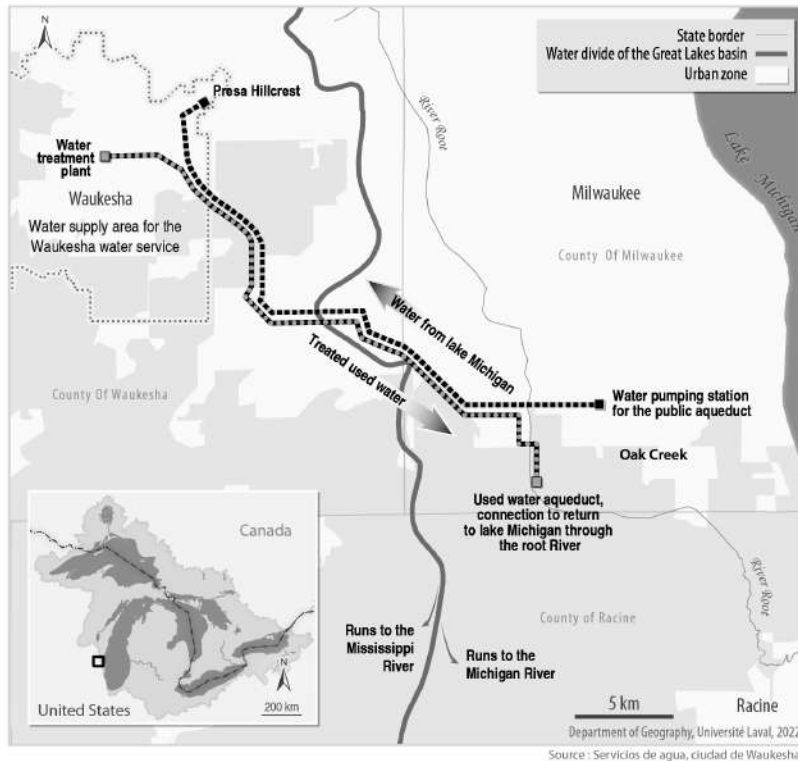 N
State border
Water divide of the Great Lakes basin
Urban zone
Presa Hillcrest
River Root
Lake Michigan
Water
treatment
plant
Waukesha
Water supply area for the
Waukesha water service
Milwaukee
County Of Milwaukee
Water from lake Michigan
Treated used water
County Of Waukesha
Water pumping station
for the public aqueduct
Oak Creek
Used water aqueduct,
connection to return
to lake Michigan through
the root River
Canada
River Root
County of Racine
Runs to the
Mississippi
River
Runs to the
Michigan River
N
United States
200 km
5 km
Racine
Department of Geography, Université Laval, 2022
Source : Servicios de agua, ciudad de Waukesha